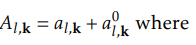 A_{l,𝐤} = a_{l,𝐤} + a^0_{l,𝐤} where